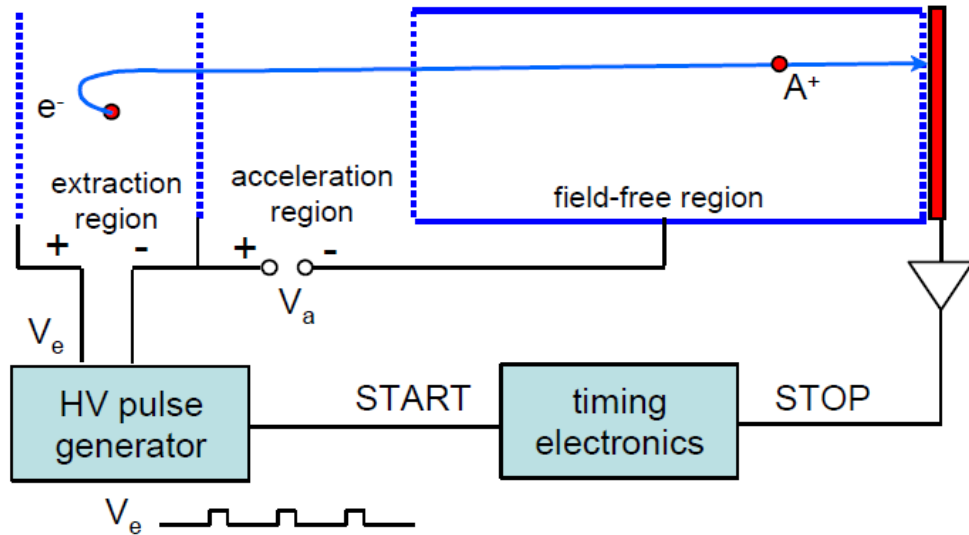 e⁻
A⁺
extraction
region
acceleration
region
field-free region
+ - + -
Vₑ
Vₐ
HV pulse
generator
START
timing
electronics
STOP
Vₑ